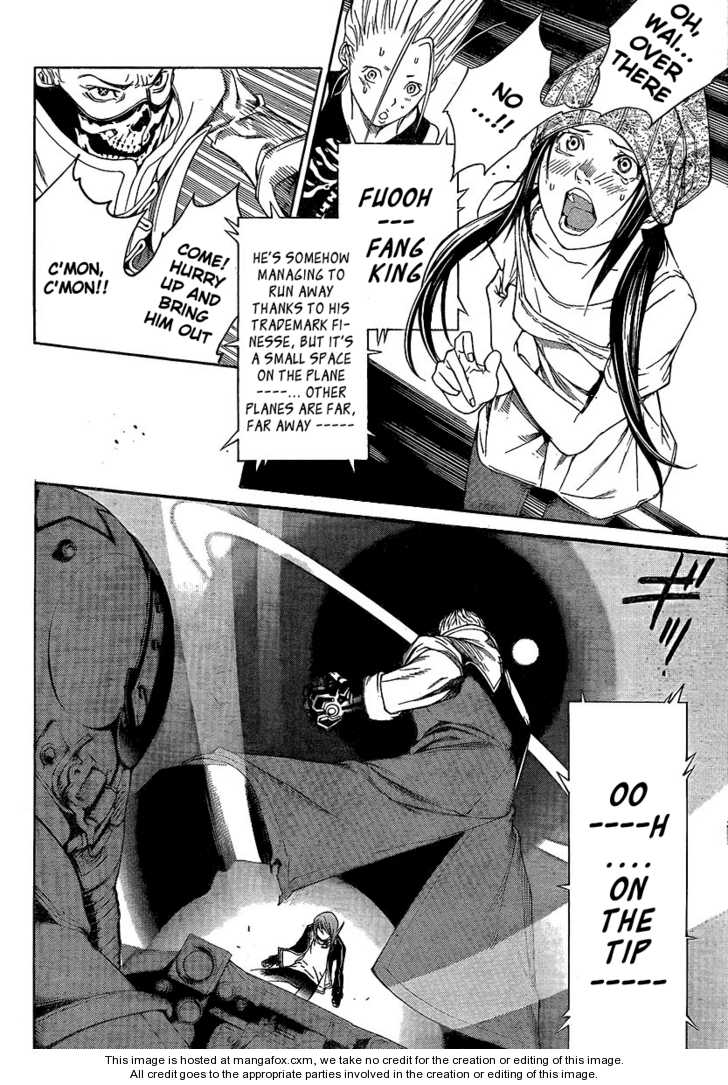 OH,
WAI...
OVER
THERE
NO
...!!
FUOOH
---
FANG
KING
HE'S SOMEHOW
MANAGING TO
RUN AWAY
THANKS TO HIS
TRADEMARK FI-
NESSE, BUT IT'S
A SMALL SPACE
ON THE PLANE
----... OTHER
PLANES ARE FAR,
FAR AWAY -----
COME!
HURRY
UP AND
BRING
HIM OUT
C'MON,
C'MON!!
ギッ
OO
----H
....
ON
THE
TIP
-----
This image is hosted at mangafox.cxm, we take no credit for the creation or editing of this image.
All credit goes to the appropriate parties involved in the creation or editing of this image.